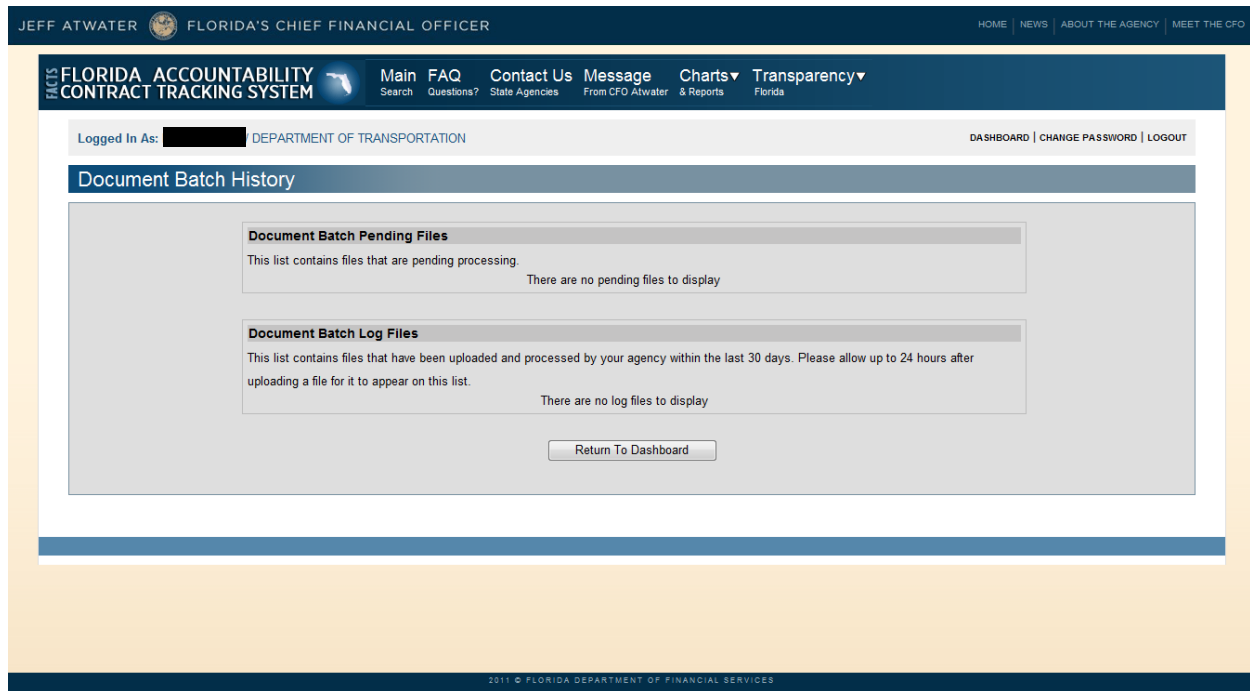 JEFF ATWATER FLORIDA'S CHIEF FINANCIAL OFFICER
HOME | NEWS | ABOUT THE AGENCY | MEET THE CFO
FACTS
FLORIDA ACCOUNTABILITY
CONTRACT TRACKING SYSTEM
Main FAQ Contact Us Message Charts▾ Transparency▾
Search Questions? State Agencies From CFO Atwater & Reports Florida
Logged In As: / DEPARTMENT OF TRANSPORTATION
DASHBOARD | CHANGE PASSWORD | LOGOUT
Document Batch History
Document Batch Pending Files
This list contains files that are pending processing.
There are no pending files to display
Document Batch Log Files
This list contains files that have been uploaded and processed by your agency within the last 30 days. Please allow up to 24 hours after
uploading a file for it to appear on this list.
There are no log files to display
Return To Dashboard
2011 © FLORIDA DEPARTMENT OF FINANCIAL SERVICES